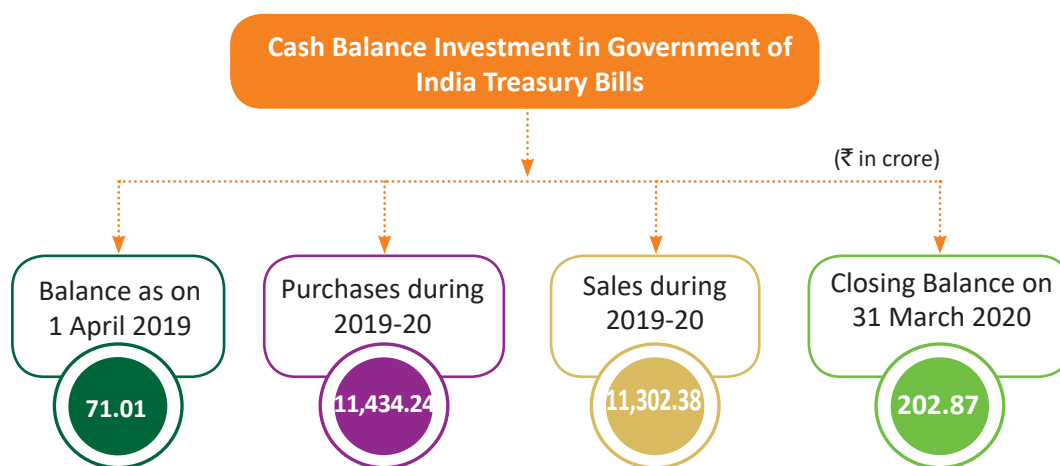 Cash Balance Investment in Government of
India Treasury Bills
(₹ in crore)
Balance as on
1 April 2019
71.01
Purchases during
2019-20
11,434.24
Sales during
2019-20
11,302.38
Closing Balance on
31 March 2020
202.87